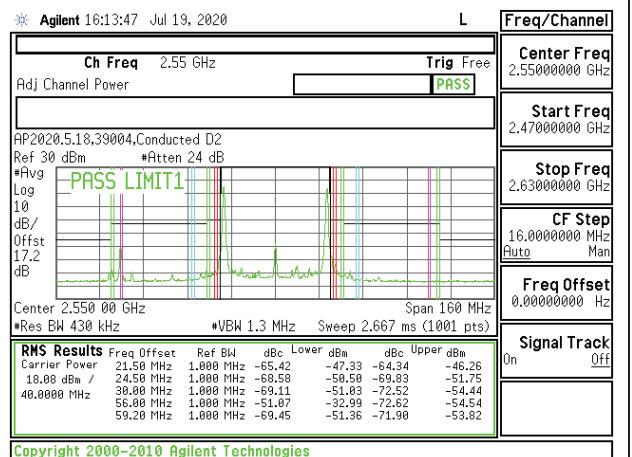 Agilent 16:13:47 Jul 19, 2020 L Freq/Channel
Ch Freq 2.55 GHz Trig Free
Adj Channel Power PASS
Center Freq
2.55000000 GHz
Start Freq
2.47000000 GHz
Stop Freq
2.63000000 GHz
CF Step
16.0000000 MHz
Auto Man
Freq Offset
0.00000000 Hz
Signal Track
On Off
AP2020.5.18,39004,Conducted D2
Ref 30 dBm #Atten 24 dB
#Avg
Log
10
dB/
Offst
17.2
dB
PASS LIMIT1
Center 2.550 00 GHz Span 160 MHz
#Res BW 430 kHz #VBW 1.3 MHz Sweep 2.667 ms (1001 pts)
RMS Results Freq Offset Ref BW dBc Lower dBm dBc Upper dBm
Carrier Power 21.50 MHz 1.000 MHz -65.42 -47.33 -64.34 -46.26
18.08 dBm / 24.50 MHz 1.000 MHz -68.58 -50.50 -69.83 -51.75
40.0000 MHz 30.00 MHz 1.000 MHz -69.11 -51.03 -72.52 -54.44
56.00 MHz 1.000 MHz -51.07 -32.99 -72.62 -54.54
59.20 MHz 1.000 MHz -69.45 -51.36 -71.90 -53.82
Copyright 2000-2010 Agilent Technologies